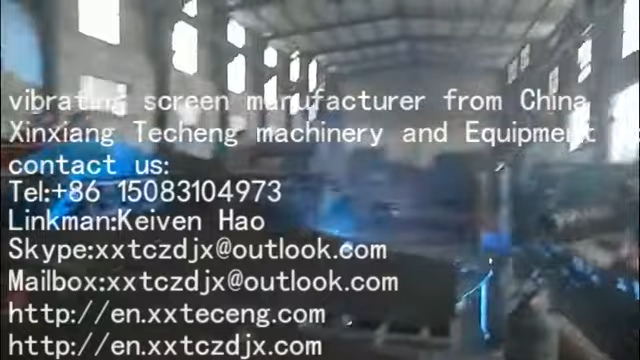 vibrating screen manufacturer from China
Xinxiang Techeng machinery and Equipment
contact us:
Tel:+86 15083104973
Linkman:Keiven Hao
Skype:xxtczdjx@outlook.com
Mailbox:xxtczdjx@outlook.com
http://en.xxteceng.com
http://en.xxtczdjx.com